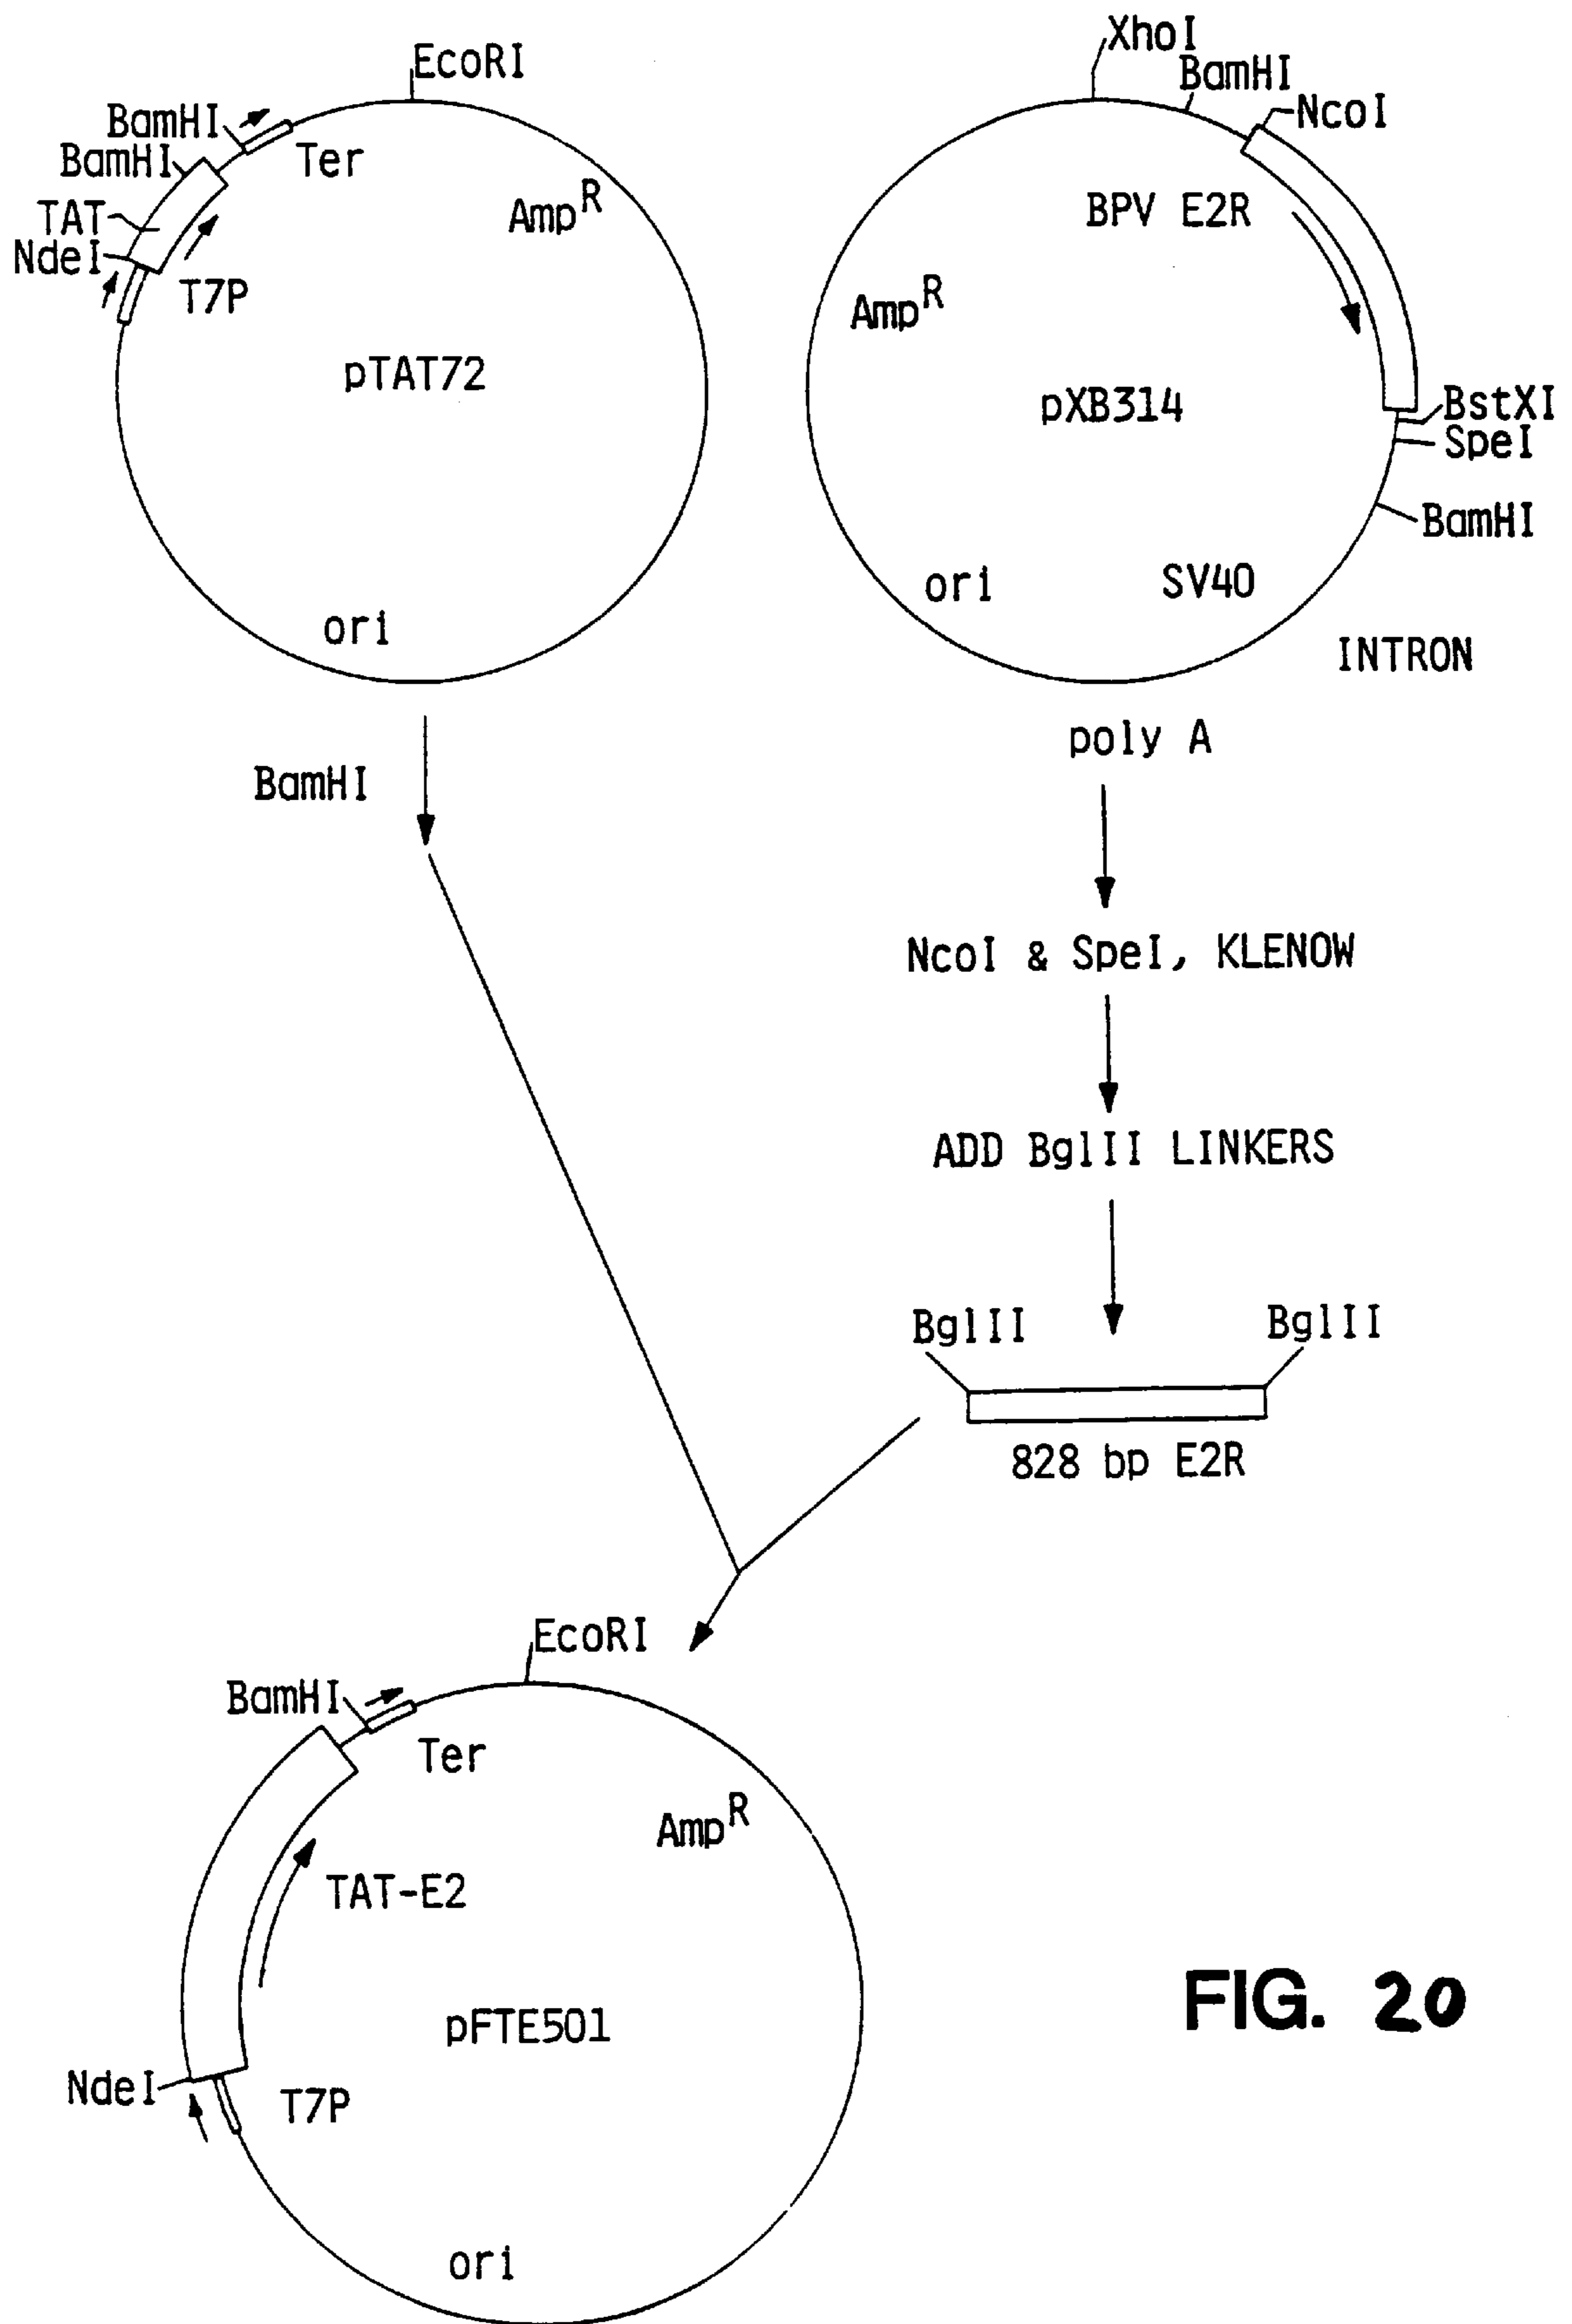 EcoRI
BamHI
BamHI
TAT
NdeI
Ter
T7P
Amp^R
pTAT72
ori
XhoI
BamHI
NcoI
BPV E2R
Amp^R
pXB314
BstXI
SpeI
BamHI
ori
SV40
INTRON
poly A
BamHI
NcoI & SpeI, KLENOW
ADD BglII LINKERS
BglII
BglII
828 bp E2R
EcoRI
BamHI
Ter
Amp^R
TAT-E2
pFTE501
NdeI
T7P
ori
FIG. 20